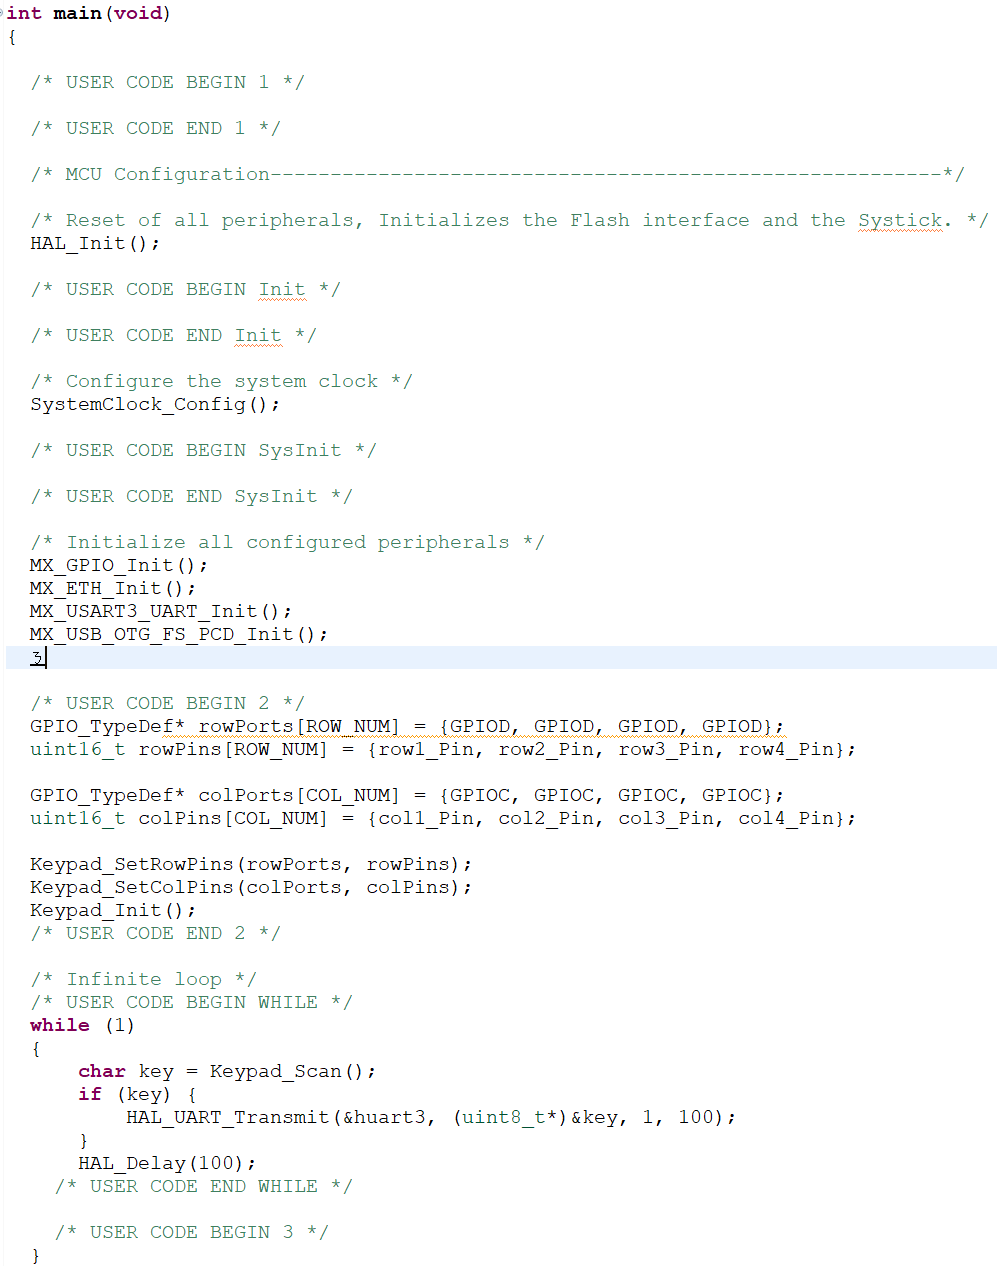 int main(void)
{
/* USER CODE BEGIN 1 */
/* USER CODE END 1 */
/* MCU Configuration--------------------------------------------------------*/
/* Reset of all peripherals, Initializes the Flash interface and the Systick. */
HAL_Init();
/* USER CODE BEGIN Init */
/* USER CODE END Init */
/* Configure the system clock */
SystemClock_Config();
/* USER CODE BEGIN SysInit */
/* USER CODE END SysInit */
/* Initialize all configured peripherals */
MX_GPIO_Init();
MX_ETH_Init();
MX_USART3_UART_Init();
MX_USB_OTG_FS_PCD_Init();
/* USER CODE BEGIN 2 */
GPIO_TypeDef* rowPorts[ROW_NUM] = {GPIOD, GPIOD, GPIOD, GPIOD};
uint16_t rowPins[ROW_NUM] = {row1_Pin, row2_Pin, row3_Pin, row4_Pin};
GPIO_TypeDef* colPorts[COL_NUM] = {GPIOC, GPIOC, GPIOC, GPIOC};
uint16_t colPins[COL_NUM] = {col1_Pin, col2_Pin, col3_Pin, col4_Pin};
Keypad_SetRowPins(rowPorts, rowPins);
Keypad_SetColPins(colPorts, colPins);
Keypad_Init();
/* USER CODE END 2 */
/* Infinite loop */
/* USER CODE BEGIN WHILE */
while (1)
{
char key = Keypad_Scan();
if (key) {
HAL_UART_Transmit(&huart3, (uint8_t*)&key, 1, 100);
}
HAL_Delay(100);
/* USER CODE END WHILE */
/* USER CODE BEGIN 3 */
}